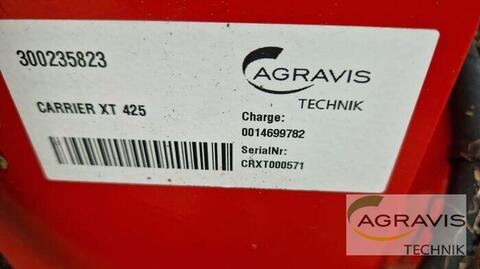 300235823
AGRAVIS
TECHNIK
CARRIER XT 425
Charge:
0014699782
SerialNr:
CRXT000571
AGRAVIS
TECHNIK